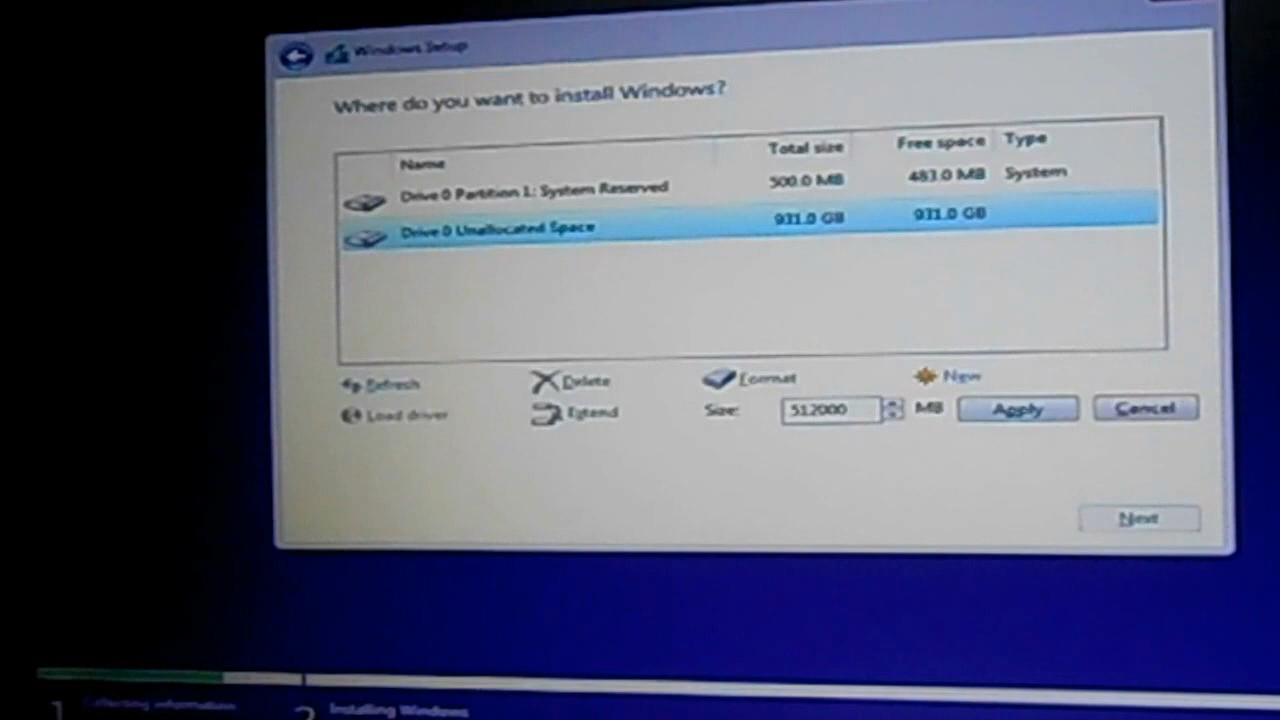 Windows Setup
Where do you want to install Windows?
Name Total size Free space Type
Drive 0 Partition 1: System Reserved 500.0 MB 483.0 MB System
Drive 0 Unallocated Space 931.0 GB 931.0 GB
Refresh Delete Format New
Load driver Extend Size: 512000 MB Apply Cancel
Next
1 Collecting information 2 Installing Windows